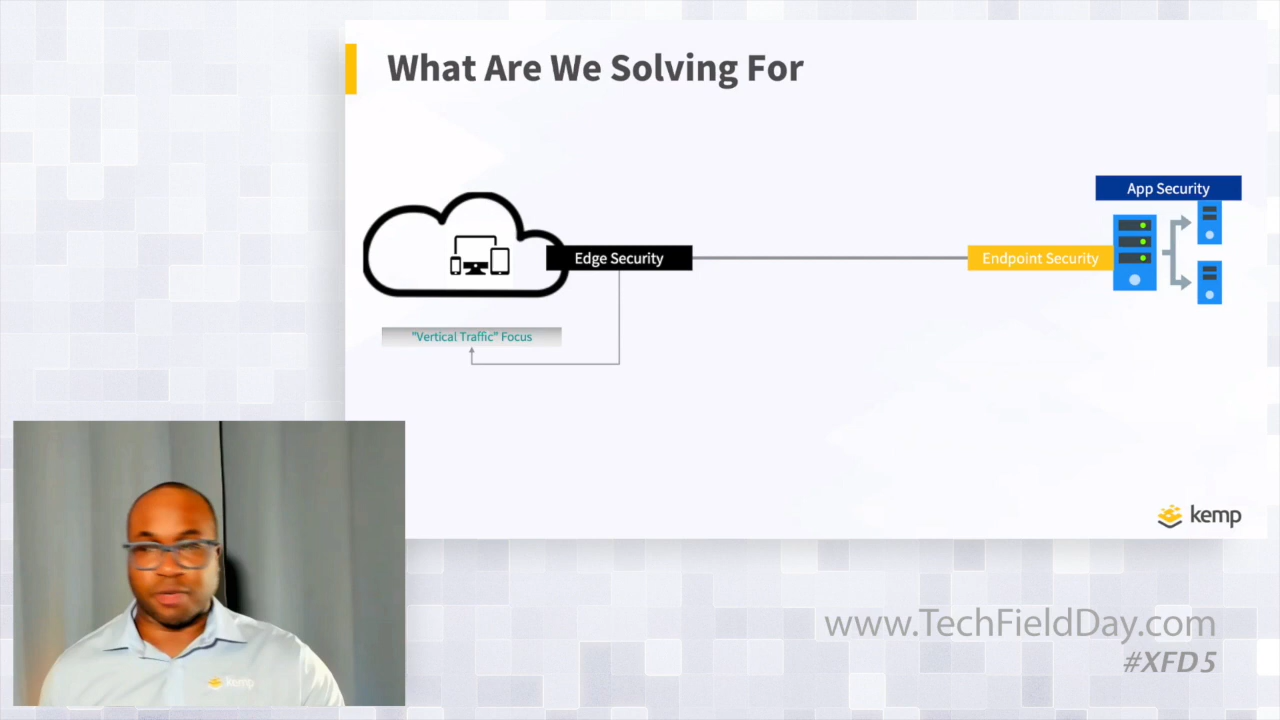 What Are We Solving For
App Security
Edge Security
Endpoint Security
"Vertical Traffic" Focus
kemp
kemp
www.TechFieldDay.com
#XFD5